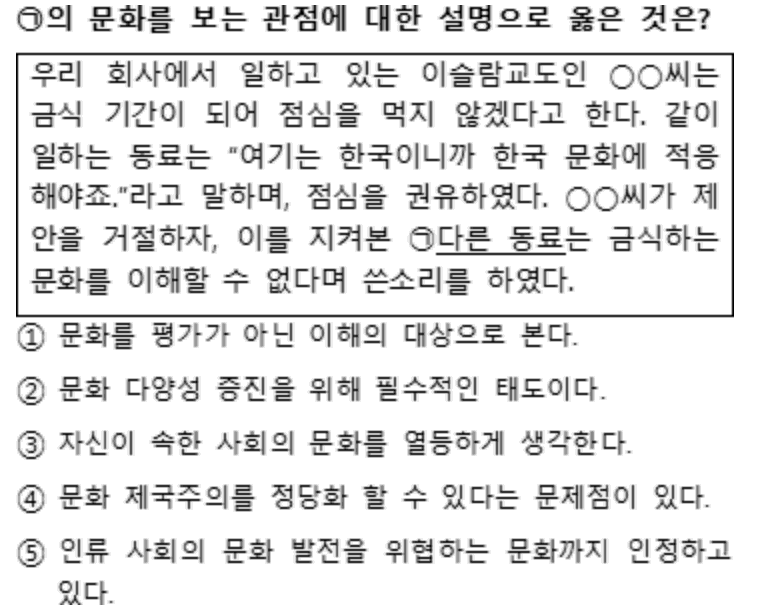 ㉠의 문화를 보는 관점에 대한 설명으로 옳은 것은?
우리 회사에서 일하고 있는 이슬람교도인 ○○씨는
금식 기간이 되어 점심을 먹지 않겠다고 한다. 같이
일하는 동료는 “여기는 한국이니까 한국 문화에 적응
해야죠.”라고 말하며, 점심을 권유하였다. ○○씨가 제
안을 거절하자, 이를 지켜본 ㉠다른 동료는 금식하는
문화를 이해할 수 없다며 쓴소리를 하였다.
① 문화를 평가가 아닌 이해의 대상으로 본다.
② 문화 다양성 증진을 위해 필수적인 태도이다.
③ 자신이 속한 사회의 문화를 열등하게 생각한다.
④ 문화 제국주의를 정당화 할 수 있다는 문제점이 있다.
⑤ 인류 사회의 문화 발전을 위협하는 문화까지 인정하고
있다.